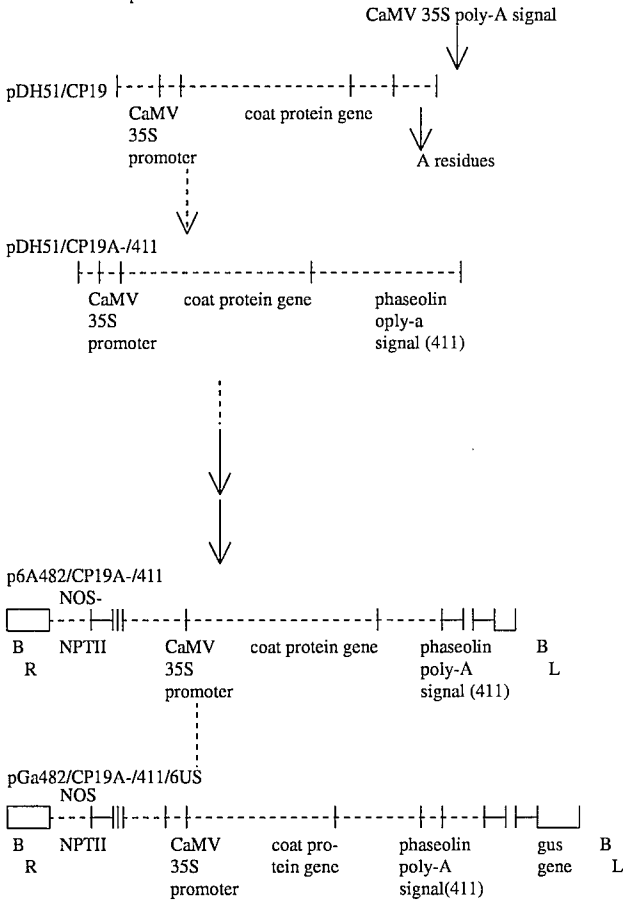 CaMV 35S poly-A signal
pDH51/CP19
CaMV
35S
promoter
coat protein gene
A residues
pDH51/CP19A-/411
CaMV
35S
promoter
coat protein gene
phaseolin
oply-a
signal (411)
p6A482/CP19A-/411
NOS-
B
R
NPTII
CaMV
35S
promoter
coat protein gene
phaseolin
poly-A
signal (411)
B
L
pGa482/CP19A-/411/6US
NOS
B
R
NPTII
CaMV
35S
promoter
coat pro-
tein gene
phaseolin
poly-A
signal(411)
gus
gene
B
L